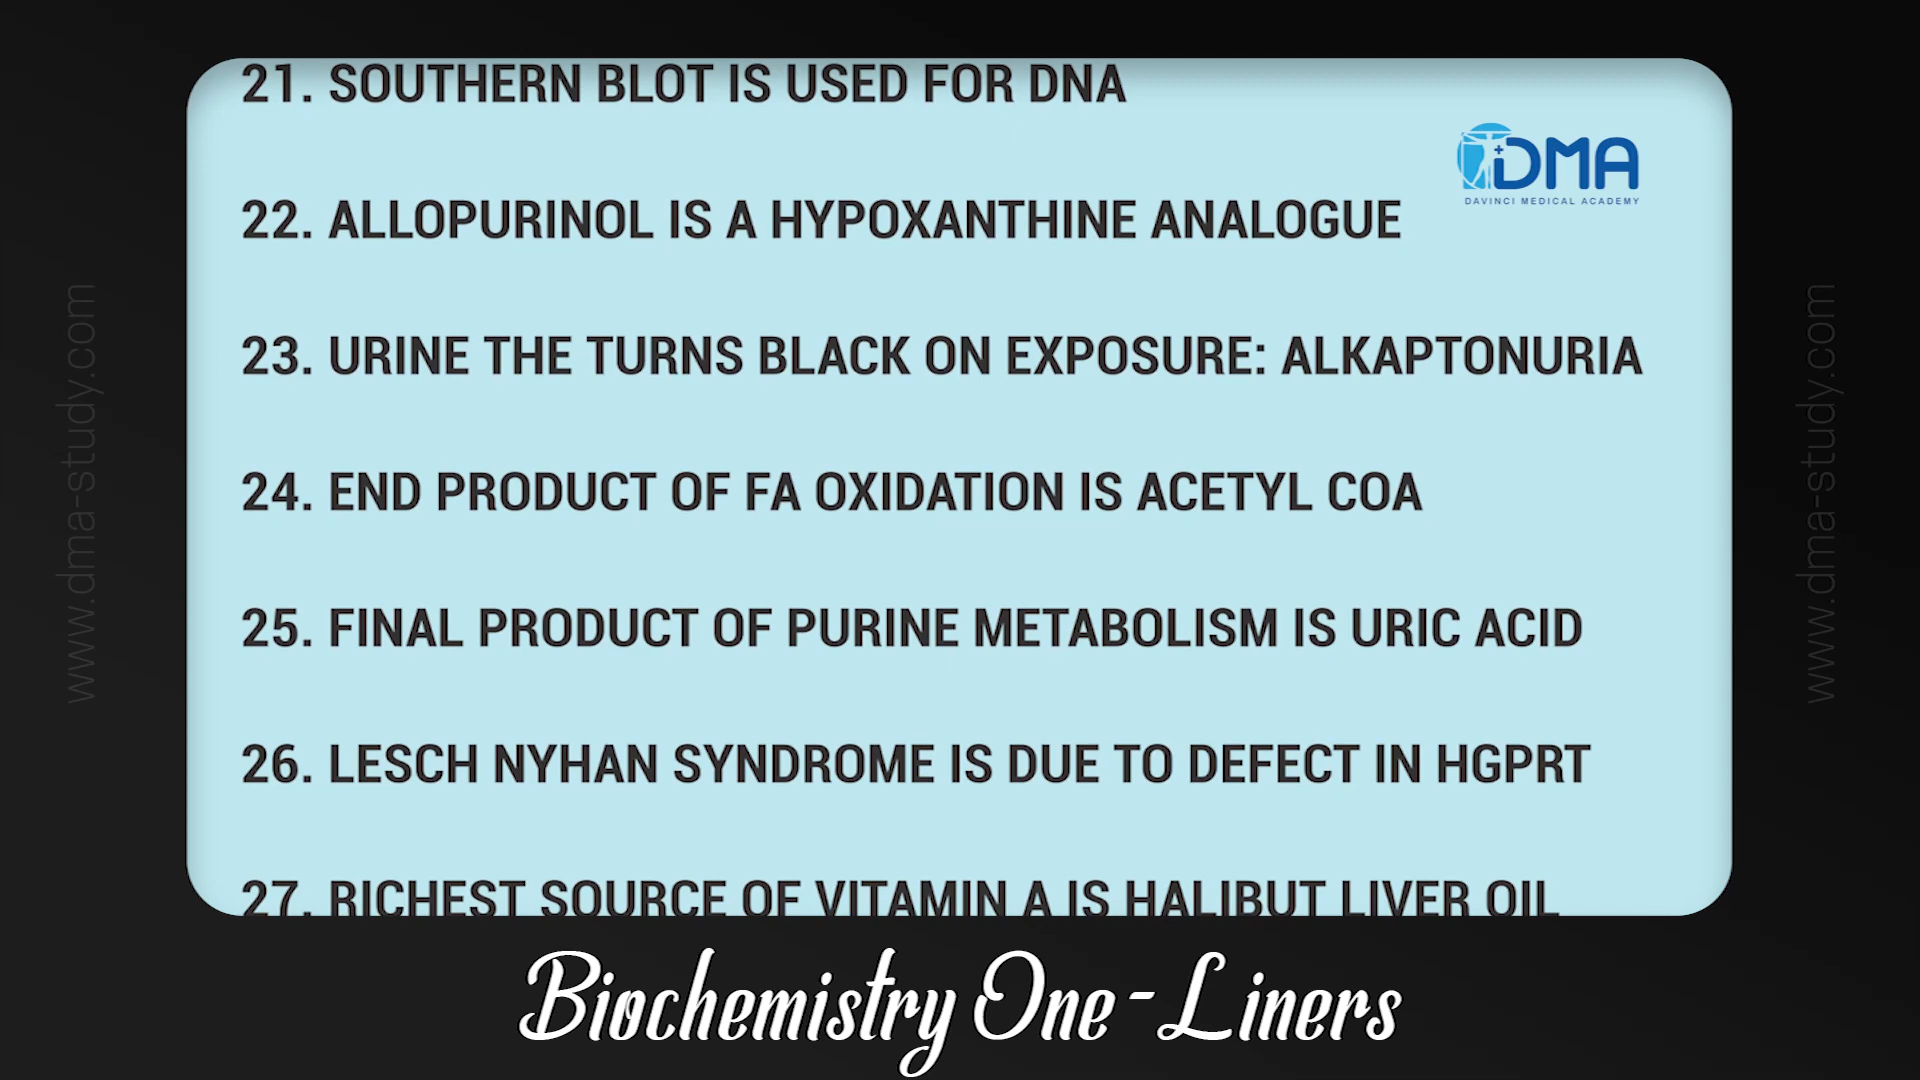 21. SOUTHERN BLOT IS USED FOR DNA
DMA
DAVINCI MEDICAL ACADEMY
22. ALLOPURINOL IS A HYPOXANTHINE ANALOGUE
23. URINE THE TURNS BLACK ON EXPOSURE: ALKAPTONURIA
24. END PRODUCT OF FA OXIDATION IS ACETYL COA
25. FINAL PRODUCT OF PURINE METABOLISM IS URIC ACID
26. LESCH NYHAN SYNDROME IS DUE TO DEFECT IN HGPRT
27. RICHEST SOURCE OF VITAMIN A IS HALIBUT LIVER OIL
Biochemistry One-Liners
www.dma-study.com
www.dma-study.com